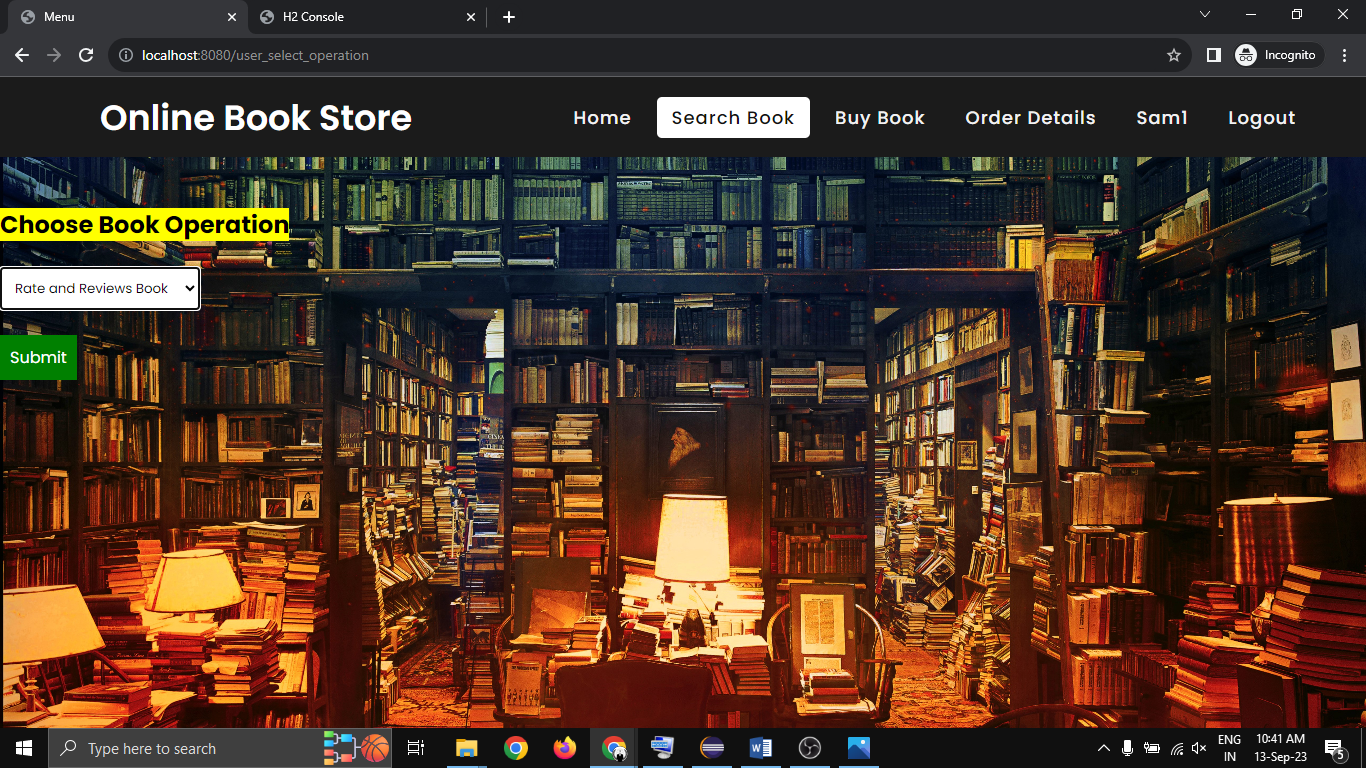 Menu
H2 Console
localhost:8080/user_select_operation
Incognito
Online Book Store
Home
Search Book
Buy Book
Order Details
Sam1
Logout
Choose Book Operation
Rate and Reviews Book
Submit
Type here to search
ENG
IN
10:41 AM
13-Sep-23
5